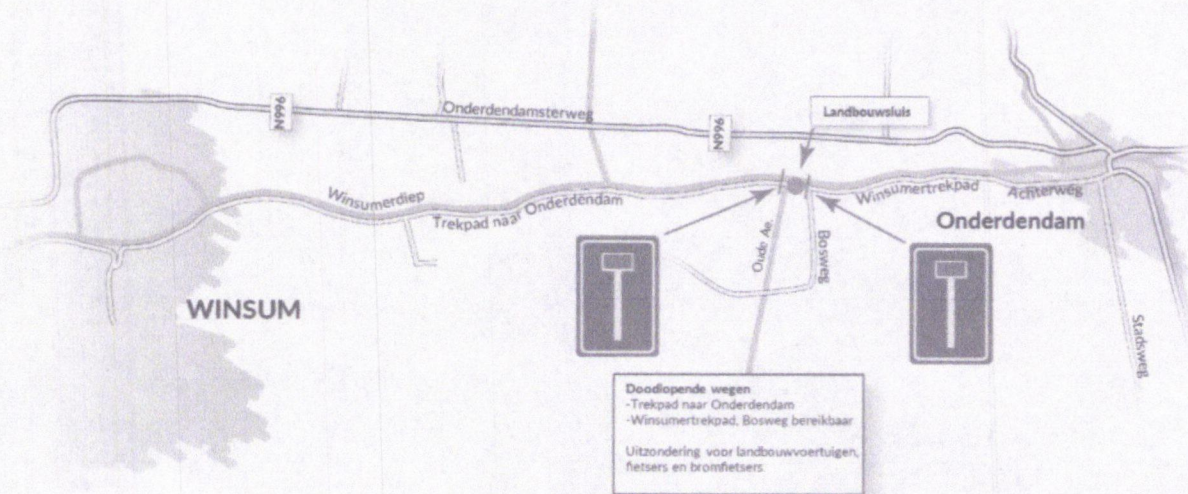 N996
Onderdendamsterweg
N996
Landbouwsluis
Winsumerdiep
Trekpad naar Onderdendam
Winsumertrekpad
Achterweg
Onderdendam
Oude Ae.
Bosweg
WINSUM
Stadsweg
Doodlopende wegen
-Trekpad naar Onderdendam
-Winsumertrekpad, Bosweg bereikbaar
Uitzondering voor landbouwvoertuigen,
fietsers en bromfietsers